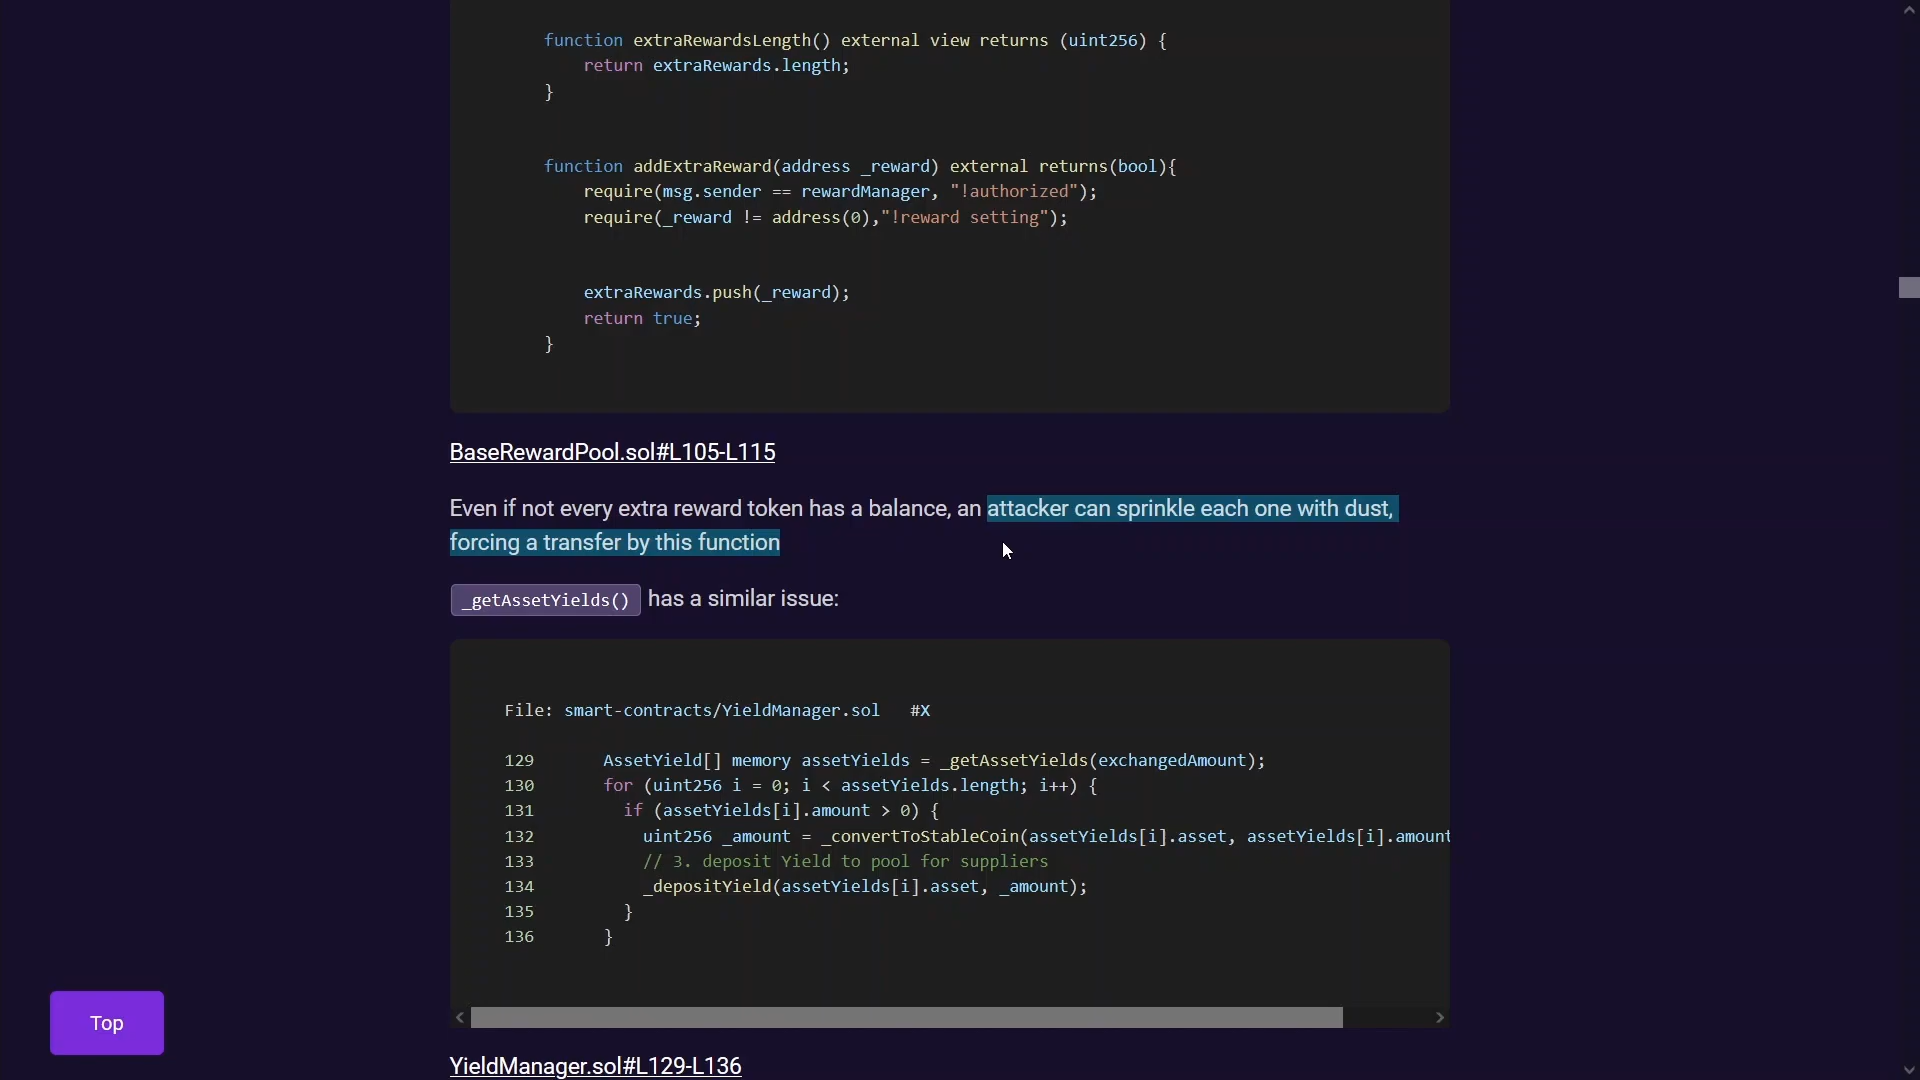 function extraRewardsLength() external view returns (uint256) {
return extraRewards.length;
}
function addExtraReward(address _reward) external returns(bool){
require(msg.sender == rewardManager, "!authorized");
require(_reward != address(0),"!reward setting");
extraRewards.push(_reward);
return true;
}
BaseRewardPool.sol#L105-L115
Even if not every extra reward token has a balance, an attacker can sprinkle each one with dust,
forcing a transfer by this function
_getAssetYields() has a similar issue:
File: smart-contracts/YieldManager.sol #X
129 AssetYield[] memory assetYields = _getAssetYields(exchangedAmount);
130 for (uint256 i = 0; i < assetYields.length; i++) {
131 if (assetYields[i].amount > 0) {
132 uint256 _amount = _convertToStableCoin(assetYields[i].asset, assetYields[i].amount
133 // 3. deposit Yield to pool for suppliers
134 _depositYield(assetYields[i].asset, _amount);
135 }
136 }
Top
YieldManager.sol#L129-L136